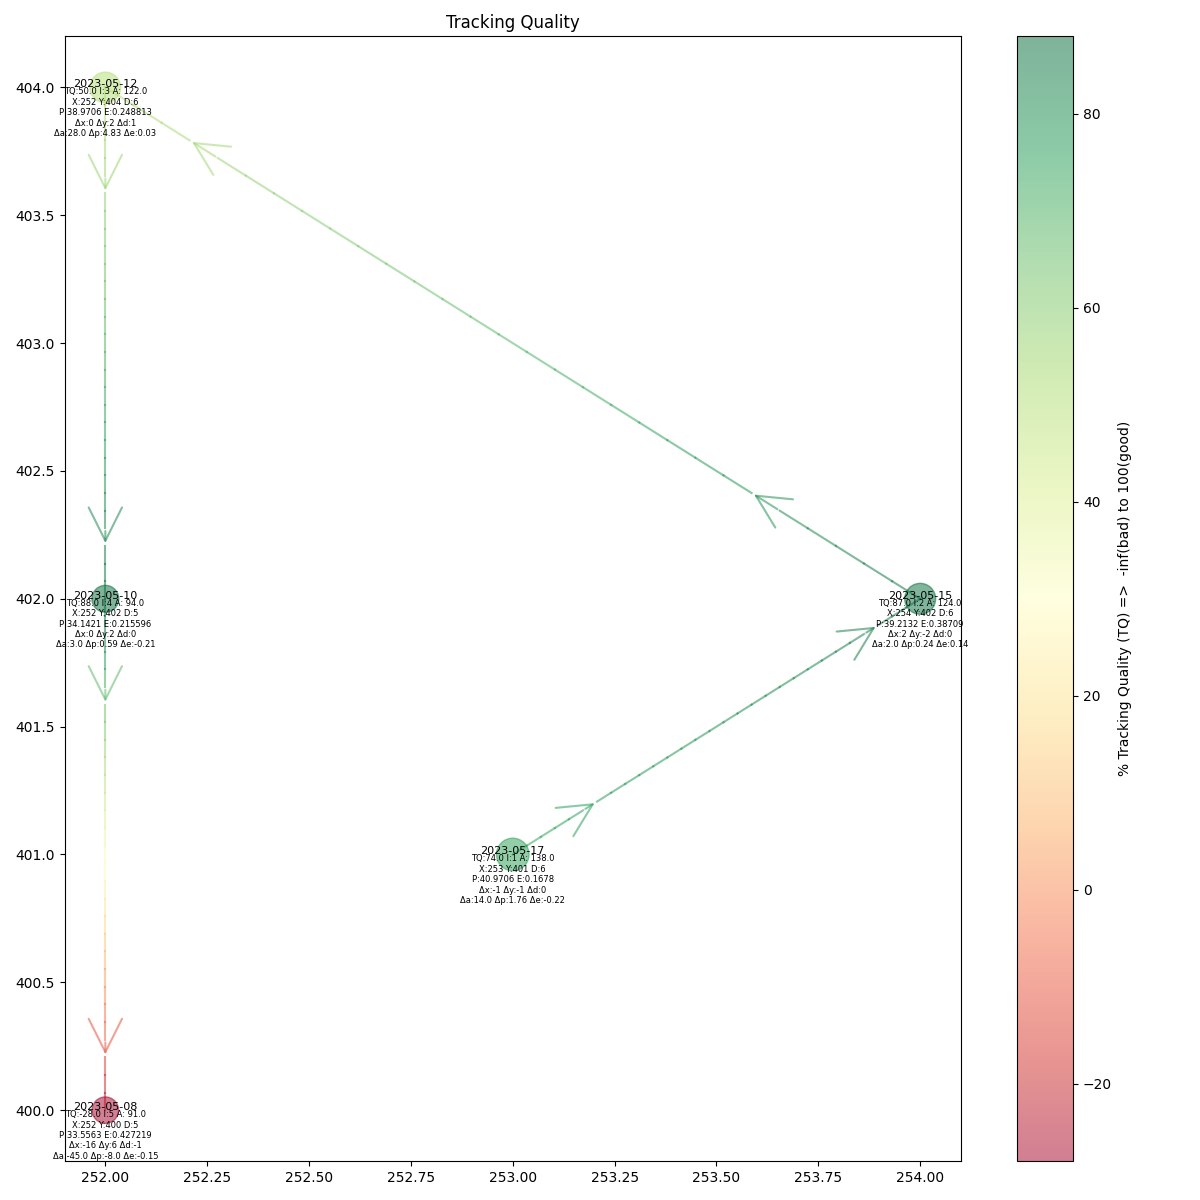 Tracking Quality
404.0
403.5
403.0
402.5
402.0
401.5
401.0
400.5
400.0
2023-05-12
TQ:50.0 I:3 A: 122.0
X:252 Y:404 D:6
P:38.9706 E:0.248813
Δx:0 Δy:2 Δd:1
Δa:28.0 Δp:4.83 Δe:0.03
2023-05-10
TQ:88.0 I:4 A: 94.0
X:252 Y:402 D:5
P:34.1421 E:0.215596
Δx:0 Δy:2 Δd:0
Δa:3.0 Δp:0.59 Δe:-0.21
2023-05-15
TQ:87.0 I:2 A: 124.0
X:254 Y:402 D:6
P:39.2132 E:0.38709
Δx:2 Δy:-2 Δd:0
Δa:2.0 Δp:0.24 Δe:0.14
2023-05-17
TQ:74.0 I:1 A: 138.0
X:253 Y:401 D:6
P:40.9706 E:0.1678
Δx:-1 Δy:-1 Δd:0
Δa:14.0 Δp:1.76 Δe:-0.22
2023-05-08
TQ:-28.0 I:5 A: 91.0
X:252 Y:400 D:5
P:33.5563 E:0.427219
Δx:-16 Δy:6 Δd:-1
Δa:-45.0 Δp:-8.0 Δe:-0.15
252.00 252.25 252.50 252.75 253.00 253.25 253.50 253.75 254.00
80
60
40
20
0
−20
% Tracking Quality (TQ) => -inf(bad) to 100(good)